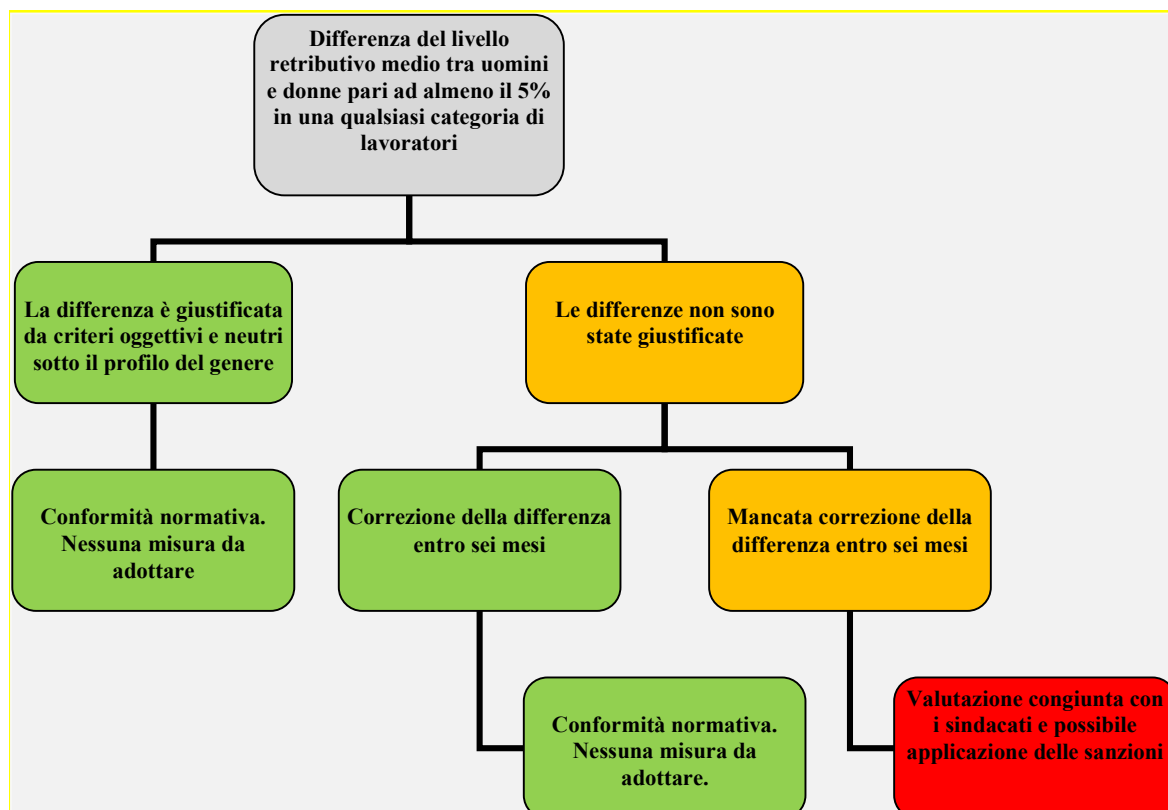 Differenza del livello
retributivo medio tra uomini
e donne pari ad almeno il 5%
in una qualsiasi categoria di
lavoratori
La differenza è giustificata
da criteri oggettivi e neutri
sotto il profilo del genere
Le differenze non sono
state giustificate
Conformità normativa.
Nessuna misura da
adottare
Correzione della differenza
entro sei mesi
Mancata correzione della
differenza entro sei mesi
Conformità normativa.
Nessuna misura da
adottare.
Valutazione congiunta con
i sindacati e possibile
applicazione delle sanzioni